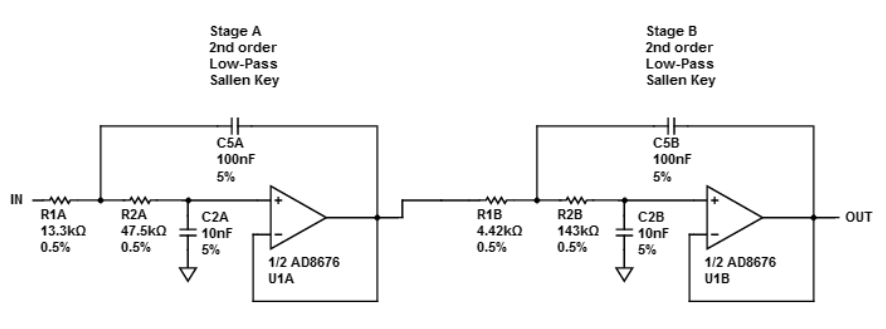 Stage A
2nd order
Low-Pass
Sallen Key
Stage B
2nd order
Low-Pass
Sallen Key
C5A
100nF
5%
C5B
100nF
5%
IN
R1A
13.3kΩ
0.5%
R2A
47.5kΩ
0.5%
C2A
10nF
5%
+
−
1/2 AD8676
U1A
R1B
4.42kΩ
0.5%
R2B
143kΩ
0.5%
C2B
10nF
5%
+
−
1/2 AD8676
U1B
OUT